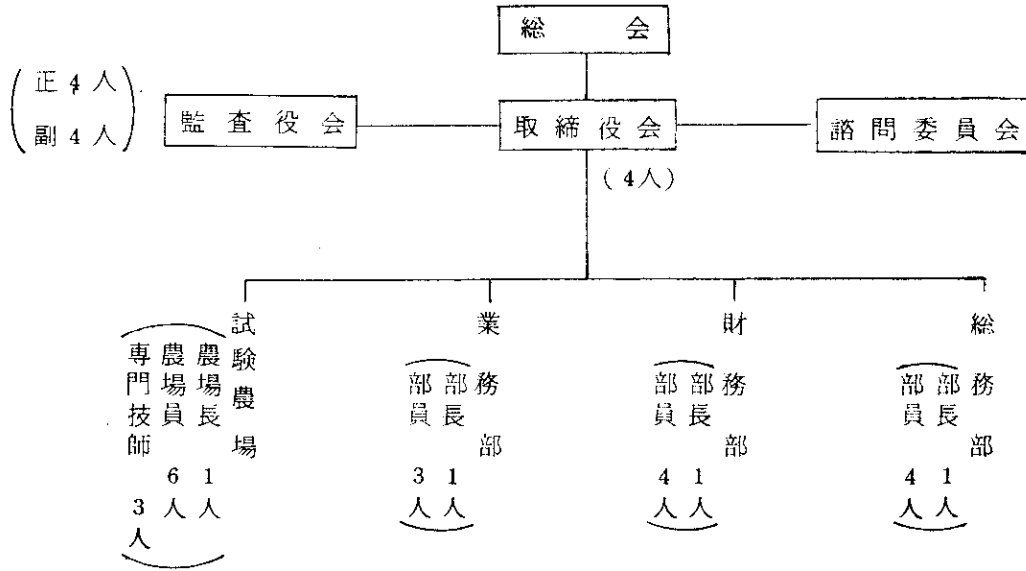 総会
正4人
副4人
監査役会
取締役会
諮問委員会
(4人)
総務部
部長1人
部員4人
財務部
部長1人
部員4人
業務部
部長1人
部員3人
試験農場
農場長1人
農場員6人
専門技師3人